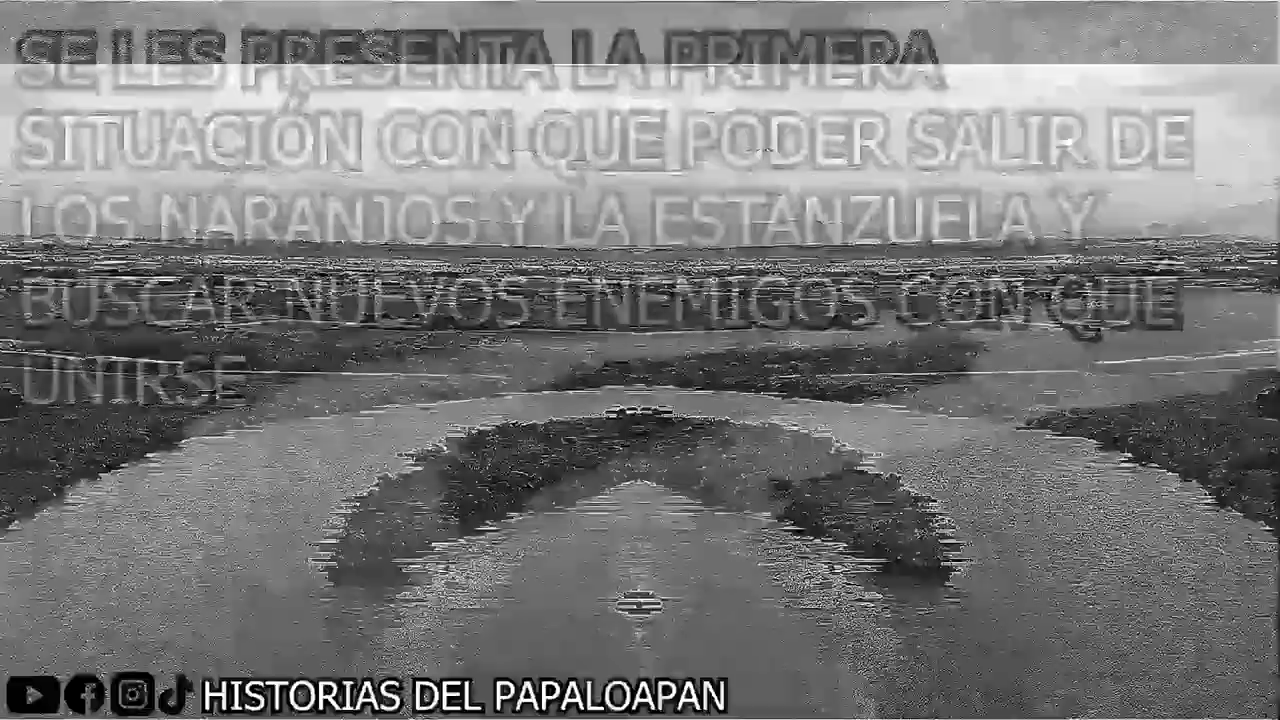 SE LES PRESENTA LA PRIMERA
SITUACIÓN CON QUE PODER SALIR DE
LOS NARANJOS Y LA ESTANZUELA Y
BUSCAR NUEVOS ENEMIGOS CON QUE
UNIRSE
HISTORIAS DEL PAPALOAPAN